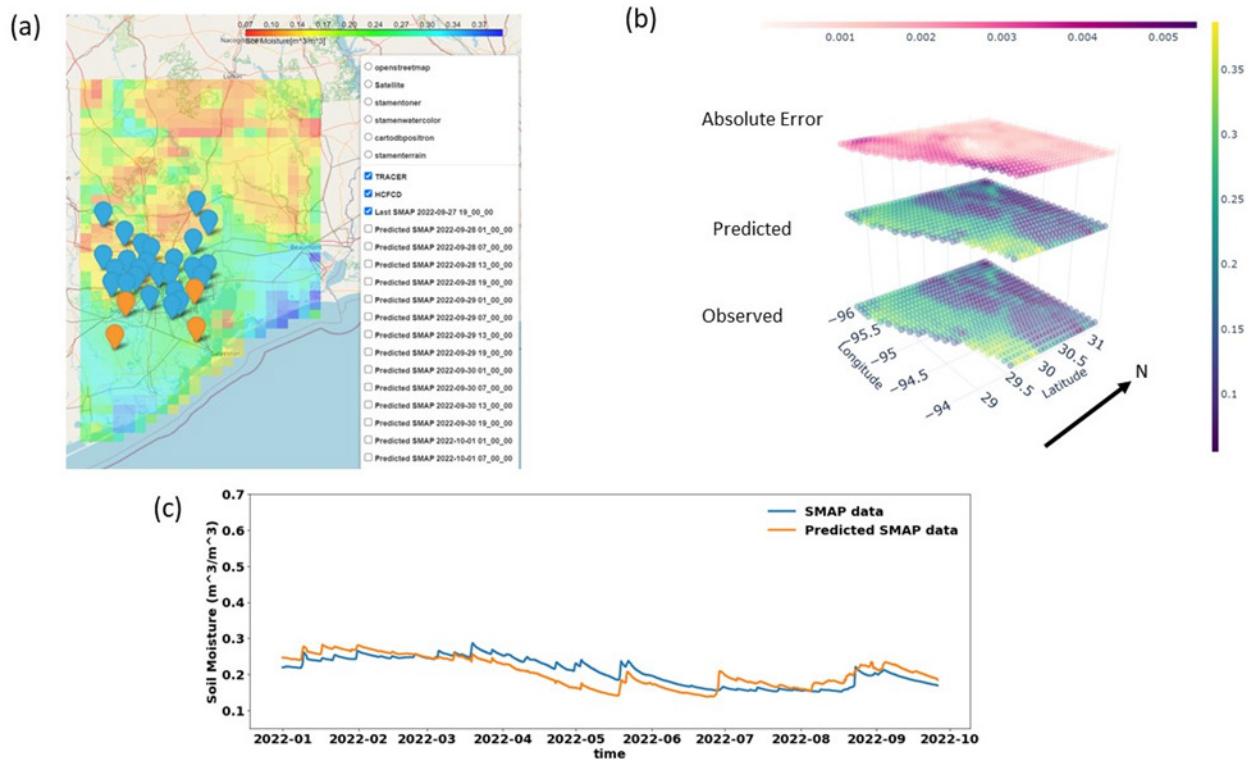 (a)
0.07 0.10 0.14 0.17 0.20 0.24 0.27 0.30 0.34 0.37
Soil Moisture[m^3/m^3]
Lufkin
Beaumont
Galveston
openstreetmap
Satellite
stamentoner
stamenwatercolor
cartodbpositron
stamenterrain
TRACER
HCFCD
Last SMAP 2022-09-27 19_00_00
Predicted SMAP 2022-09-28 01_00_00
Predicted SMAP 2022-09-28 07_00_00
Predicted SMAP 2022-09-28 13_00_00
Predicted SMAP 2022-09-28 19_00_00
Predicted SMAP 2022-09-29 01_00_00
Predicted SMAP 2022-09-29 07_00_00
Predicted SMAP 2022-09-29 13_00_00
Predicted SMAP 2022-09-29 19_00_00
Predicted SMAP 2022-09-30 01_00_00
Predicted SMAP 2022-09-30 07_00_00
Predicted SMAP 2022-09-30 13_00_00
Predicted SMAP 2022-09-30 19_00_00
Predicted SMAP 2022-10-01 01_00_00
Predicted SMAP 2022-10-01 07_00_00
(b)
0.001 0.002 0.003 0.004 0.005
0.35
0.3
0.25
0.2
0.15
0.1
Absolute Error
Predicted
Observed
−96
−95.5
−95
−94.5
−94
Longitude
31
30.5
30
29.5
29
Latitude
N
(c)
0.7
0.6
0.5
0.4
0.3
0.2
0.1
Soil Moisture (m^3/m^3)
SMAP data
Predicted SMAP data
2022-01 2022-02 2022-03 2022-04 2022-05 2022-06 2022-07 2022-08 2022-09 2022-10
time